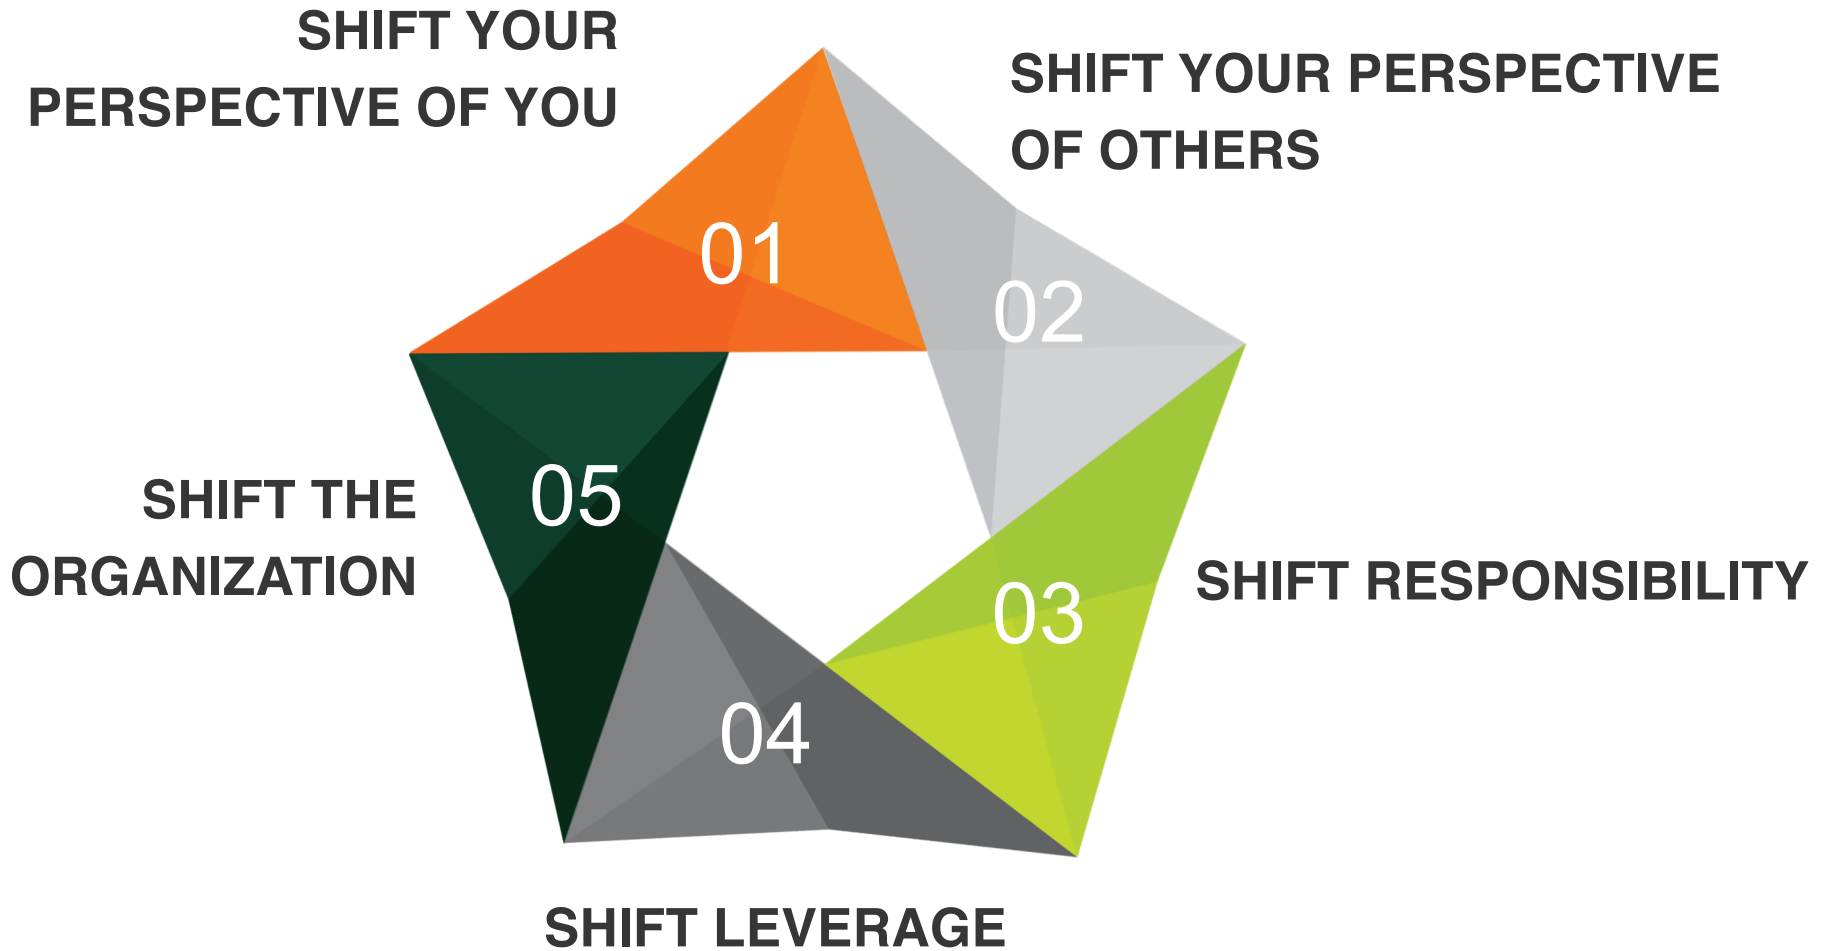 SHIFT YOUR
PERSPECTIVE OF YOU
SHIFT YOUR PERSPECTIVE
OF OTHERS
01
02
SHIFT THE
ORGANIZATION
05
SHIFT RESPONSIBILITY
03
04
SHIFT LEVERAGE